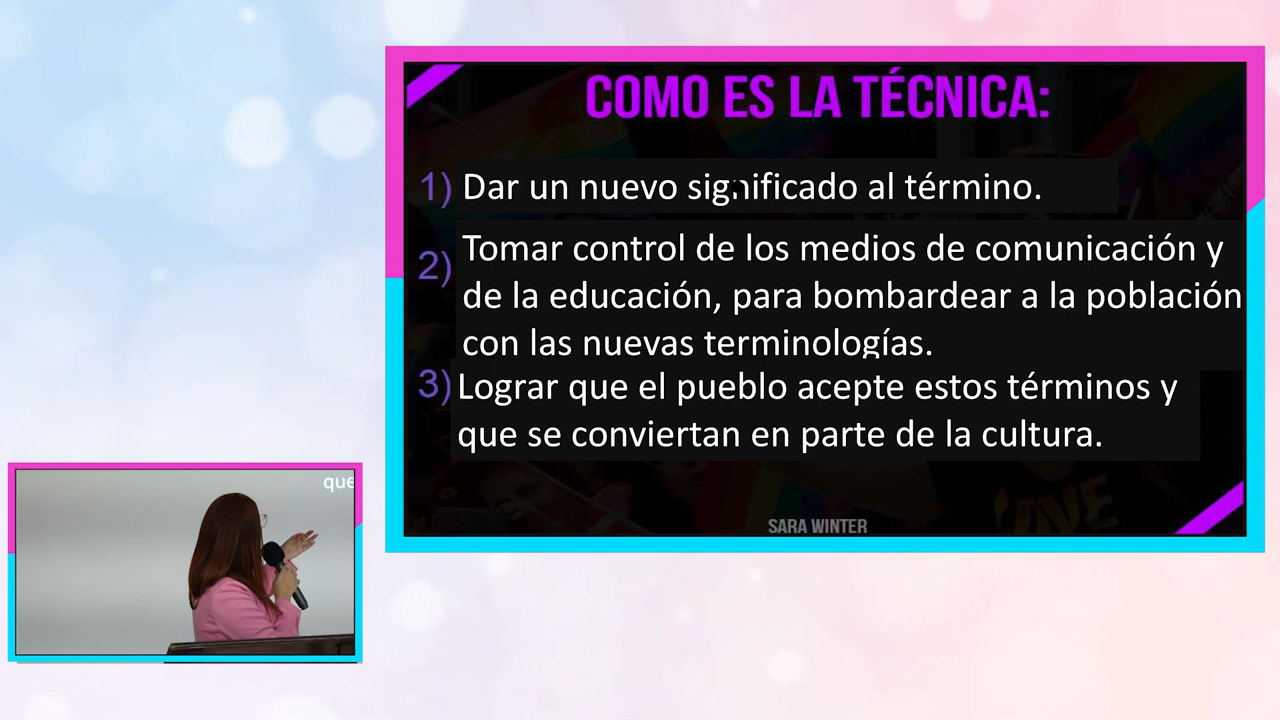 COMO ES LA TÉCNICA:
1) Dar un nuevo significado al término.
2) Tomar control de los medios de comunicación y
de la educación, para bombardear a la población
con las nuevas terminologías.
3) Lograr que el pueblo acepte estos términos y
que se conviertan en parte de la cultura.
SARA WINTER
que